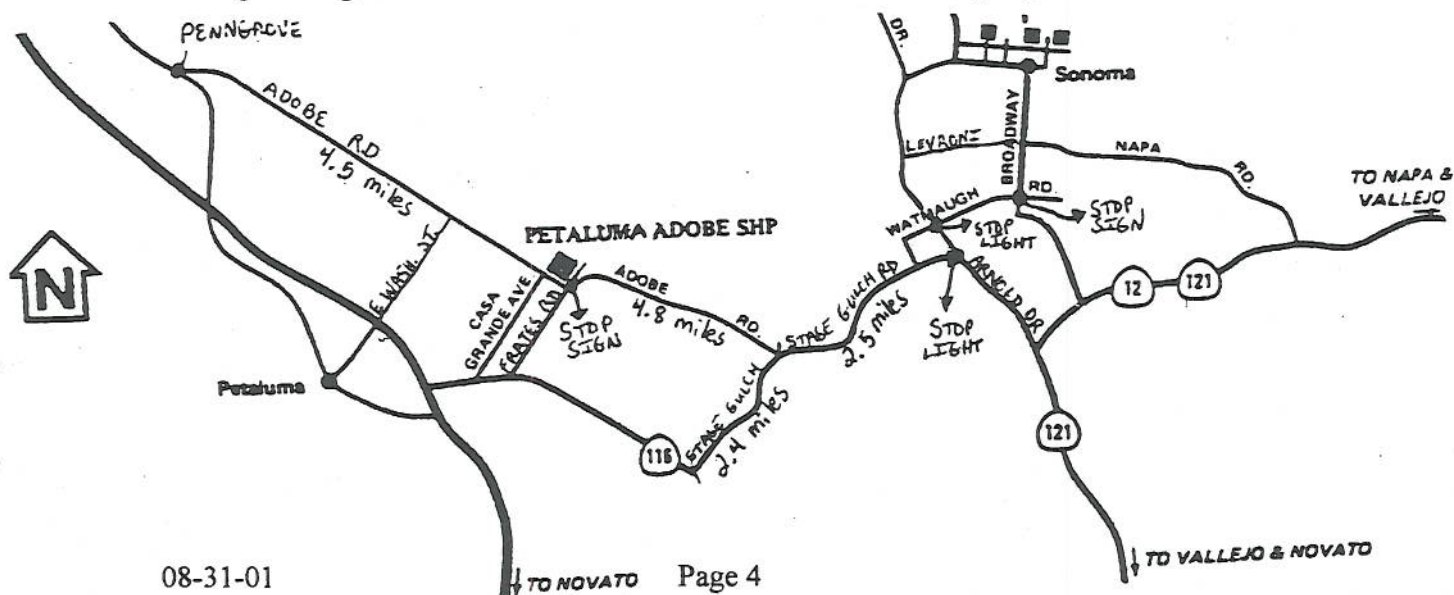 PENNGROVE
ADOBE RD
4.5 miles
E WASH. ST.
PETALUMA ADOBE SHP
CASA GRANDE AVE.
FRATES RD
STOP SIGN
ADOBE RD.
4.8 miles
Petaluma
116
STAGE GULCH
2.4 miles
STAGE GULCH RD
2.5 miles
DR.
Sonoma
BROADWAY
NAPA RD.
WATMAUGH RD.
STOP LIGHT
STOP SIGN
STOP LIGHT
ARNOLD DR
12
121
TO NAPA & VALLEJO
121
N
TO VALLEJO & NOVATO
TO NOVATO
08-31-01
Page 4